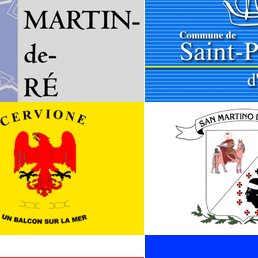 MARTIN-
de-
RÉ
Commune de
Saint-P
d'
CERVIONE
UN BALCON SUR LA MER
SAN MARTINO D